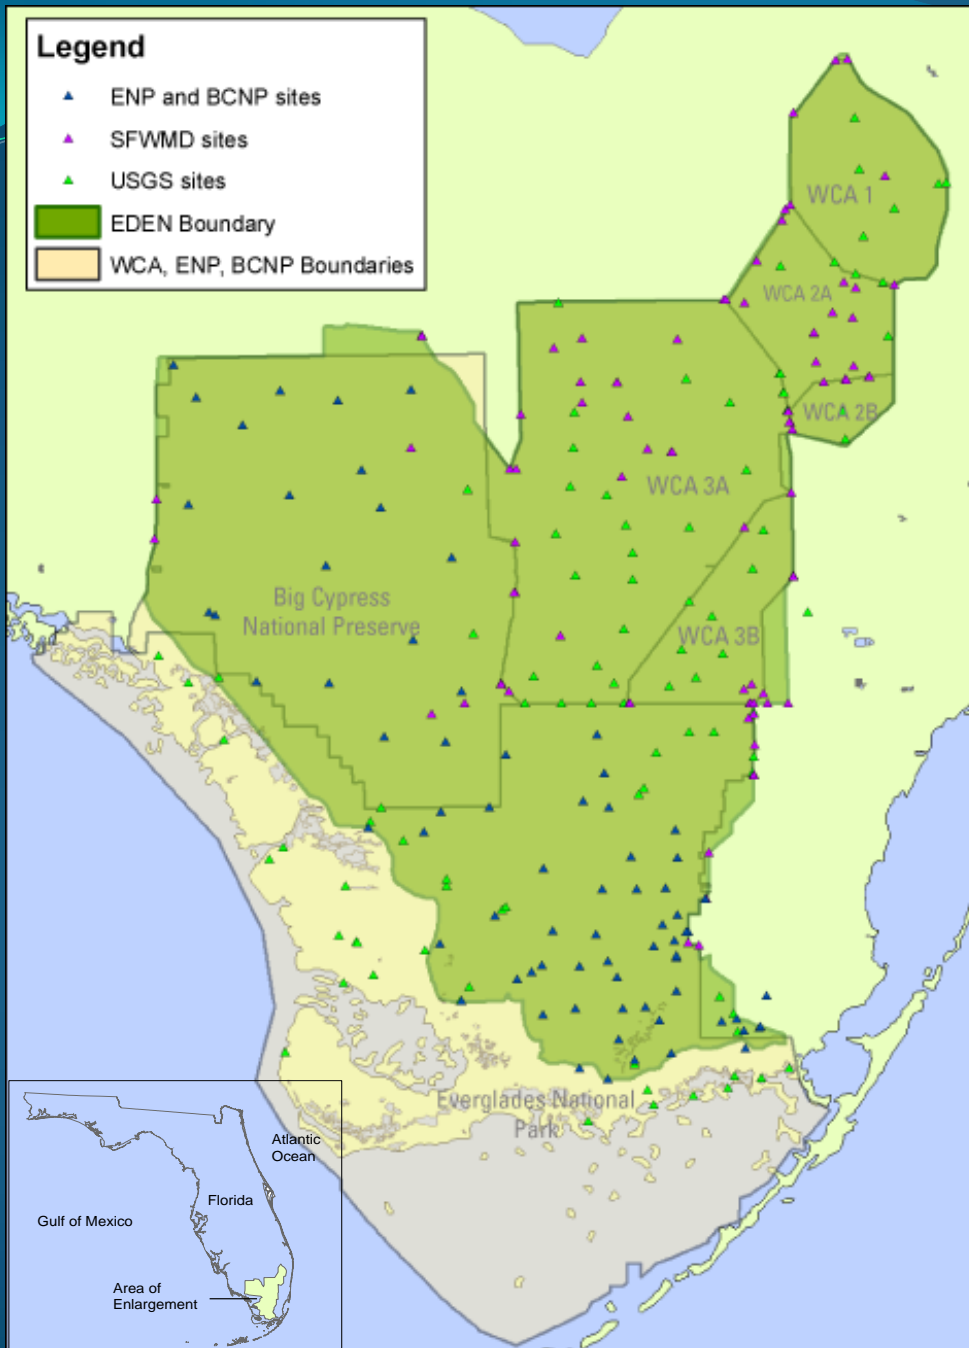 Legend
ENP and BCNP sites
SFWMD sites
USGS sites
EDEN Boundary
WCA, ENP, BCNP Boundaries
WCA 1
WCA 2A
WCA 2B
WCA 3A
Big Cypress
National Preserve
WCA 3B
Everglades National
Park
Atlantic
Ocean
Florida
Gulf of Mexico
Area of
Enlargement